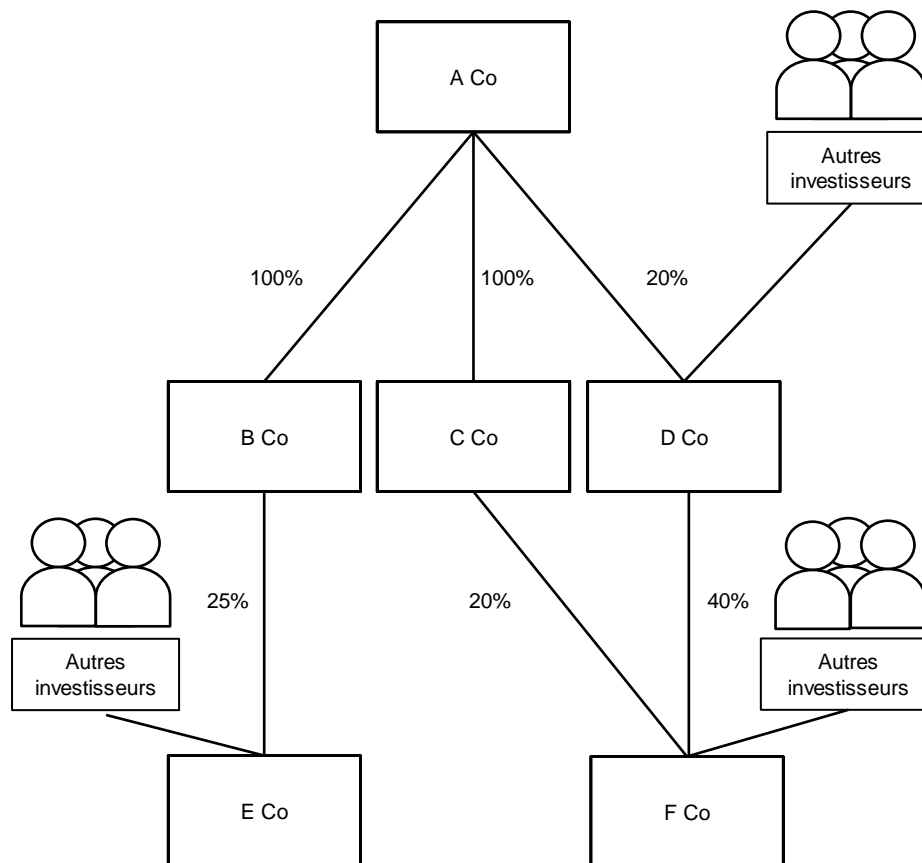 A Co
Autres
investisseurs
100%
100%
20%
B Co
C Co
D Co
25%
20%
40%
Autres
investisseurs
Autres
investisseurs
E Co
F Co